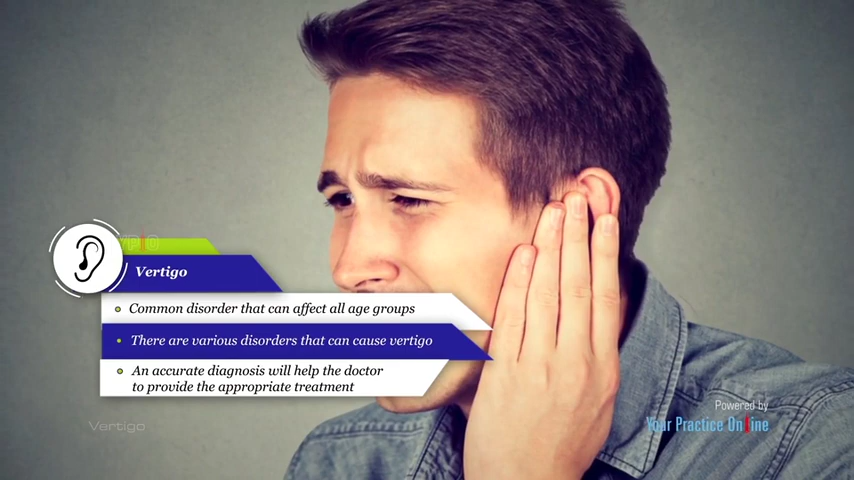 YPIO
Vertigo
Common disorder that can affect all age groups
There are various disorders that can cause vertigo
An accurate diagnosis will help the doctor
to provide the appropriate treatment
Vertigo
Powered by
Your Practice Online